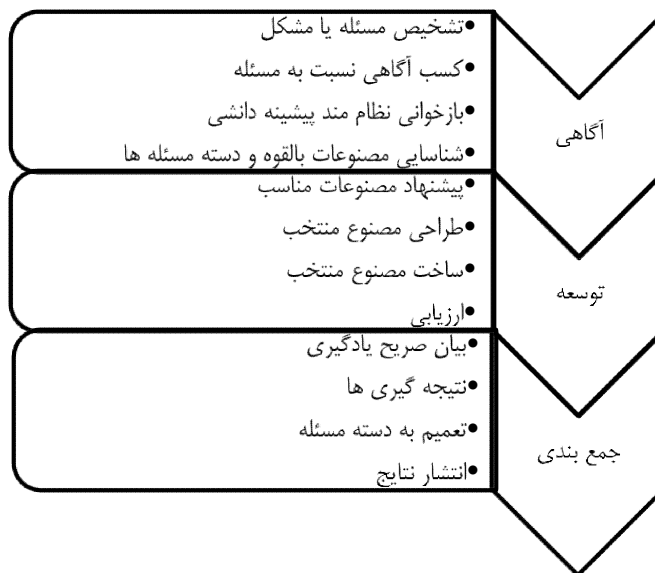 آگاهی
•تشخیص مسئله یا مشکل
•کسب آگاهی نسبت به مسئله
•بازخوانی نظام مند پیشینه دانشی
•شناسایی مصنوعات بالقوه و دسته مسئله ها
توسعه
•پیشنهاد مصنوعات مناسب
•طراحی مصنوع منتخب
•ساخت مصنوع منتخب
•ارزیابی
جمع بندی
•بیان صریح یادگیری
•نتیجه گیری ها
•تعمیم به دسته مسئله
•انتشار نتایج